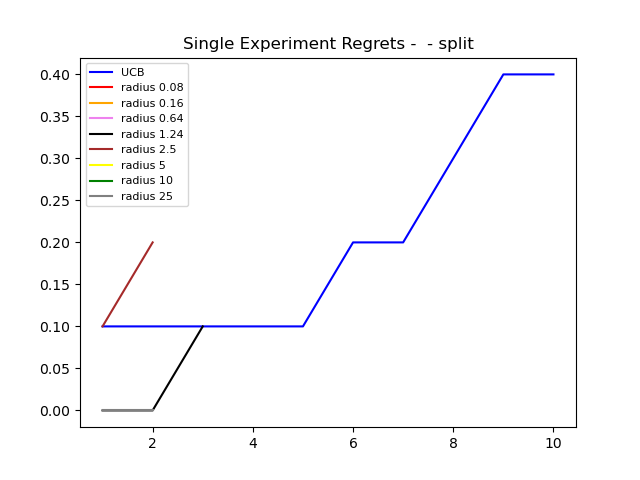 Single Experiment Regrets -  - split
UCB
radius 0.08
radius 0.16
radius 0.64
radius 1.24
radius 2.5
radius 5
radius 10
radius 25
0.40
0.35
0.30
0.25
0.20
0.15
0.10
0.05
0.00
2 4 6 8 10